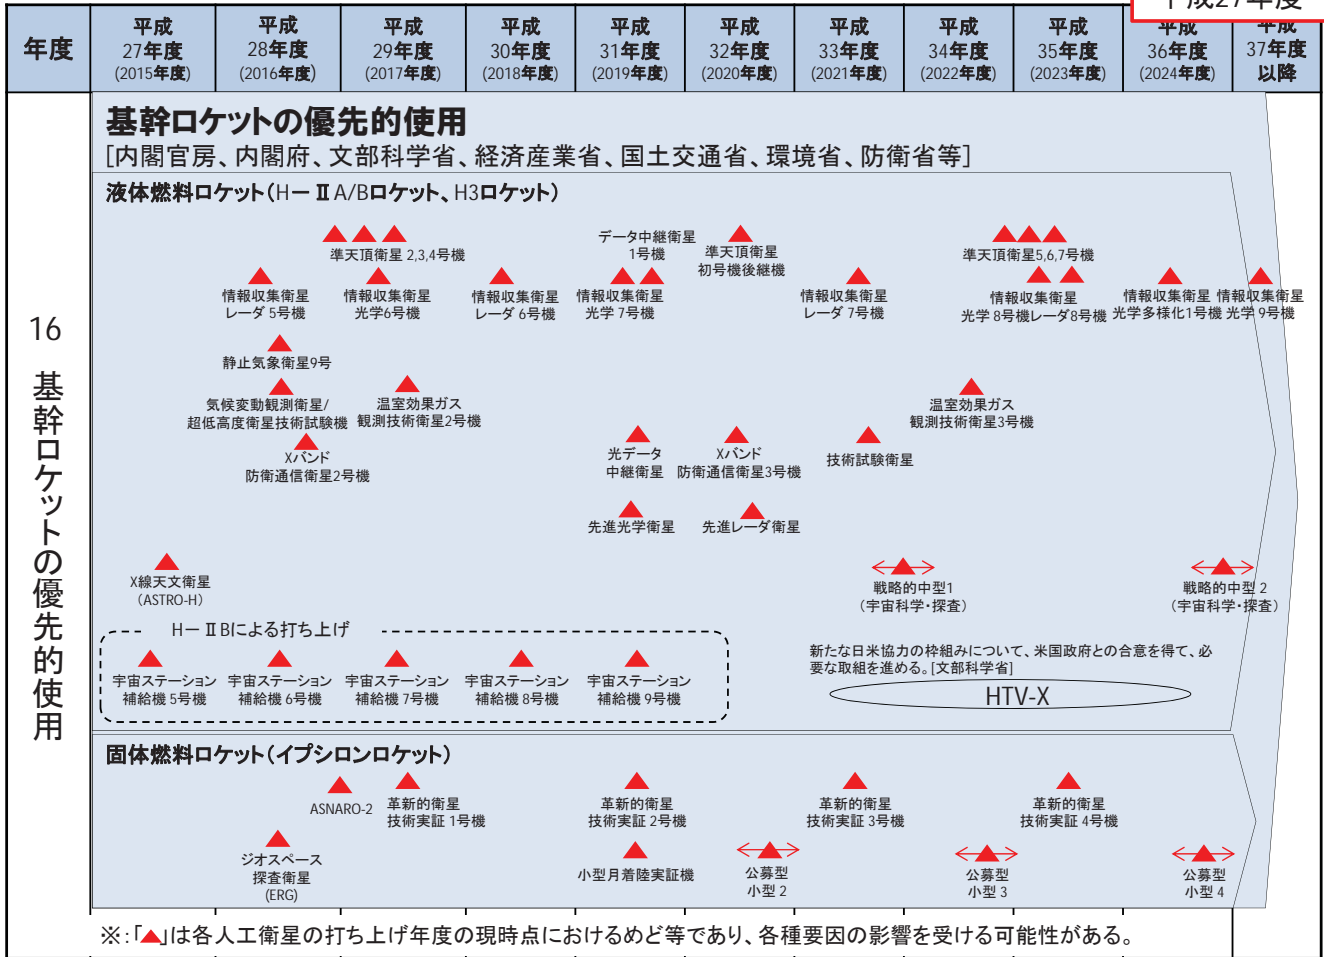 平成27年度
年度
平成
27年度
(2015年度)
平成
28年度
(2016年度)
平成
29年度
(2017年度)
平成
30年度
(2018年度)
平成
31年度
(2019年度)
平成
32年度
(2020年度)
平成
33年度
(2021年度)
平成
34年度
(2022年度)
平成
35年度
(2023年度)
平成
36年度
(2024年度)
平成
37年度
以降
16 基幹ロケットの優先的使用
基幹ロケットの優先的使用
[内閣官房、内閣府、文部科学省、経済産業省、国土交通省、環境省、防衛省等]
液体燃料ロケット(HーⅡA/Bロケット、H3ロケット)
準天頂衛星 2,3,4号機
データ中継衛星
1号機
準天頂衛星
初号機後継機
準天頂衛星5,6,7号機
情報収集衛星
レーダ 5号機
情報収集衛星
光学6号機
情報収集衛星
レーダ 6号機
情報収集衛星
光学 7号機
情報収集衛星
レーダ 7号機
情報収集衛星
光学 8号機レーダ8号機
情報収集衛星
光学多様化1号機
情報収集衛星
光学 9号機
静止気象衛星9号
気候変動観測衛星/
超低高度衛星技術試験機
温室効果ガス
観測技術衛星2号機
温室効果ガス
観測技術衛星3号機
Xバンド
防衛通信衛星2号機
光データ
中継衛星
Xバンド
防衛通信衛星3号機
技術試験衛星
先進光学衛星
先進レーダ衛星
X線天文衛星
(ASTRO-H)
戦略的中型1
(宇宙科学・探査)
戦略的中型 2
(宇宙科学・探査)
HーⅡBによる打ち上げ
宇宙ステーション
補給機 5号機
宇宙ステーション
補給機 6号機
宇宙ステーション
補給機 7号機
宇宙ステーション
補給機 8号機
宇宙ステーション
補給機 9号機
新たな日米協力の枠組みについて、米国政府との合意を得て、必
要な取組を進める。[文部科学省]
HTV-X
固体燃料ロケット(イプシロンロケット)
ASNARO-2
革新的衛星
技術実証 1号機
革新的衛星
技術実証 2号機
革新的衛星
技術実証 3号機
革新的衛星
技術実証 4号機
ジオスペース
探査衛星
(ERG)
小型月着陸実証機
公募型
小型 2
公募型
小型 3
公募型
小型 4
※:「▲」は各人工衛星の打ち上げ年度の現時点におけるめど等であり、各種要因の影響を受ける可能性がある。